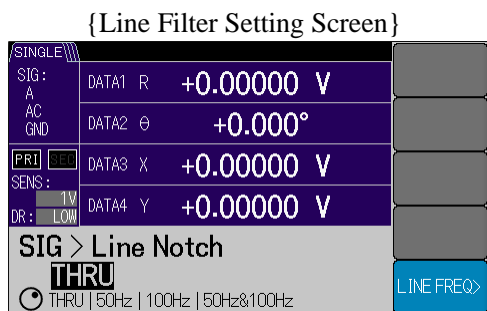 {Line Filter Setting Screen}
SINGLE
SIG:
A
AC
GND
DATA1 R +0.00000 V
DATA2 θ +0.000°
PRI SEC
SENS:
1V
DR: LOW
DATA3 X +0.00000 V
DATA4 Y +0.00000 V
SIG > Line Notch
THRU
THRU | 50Hz | 100Hz | 50Hz&100Hz
LINE FREQ>